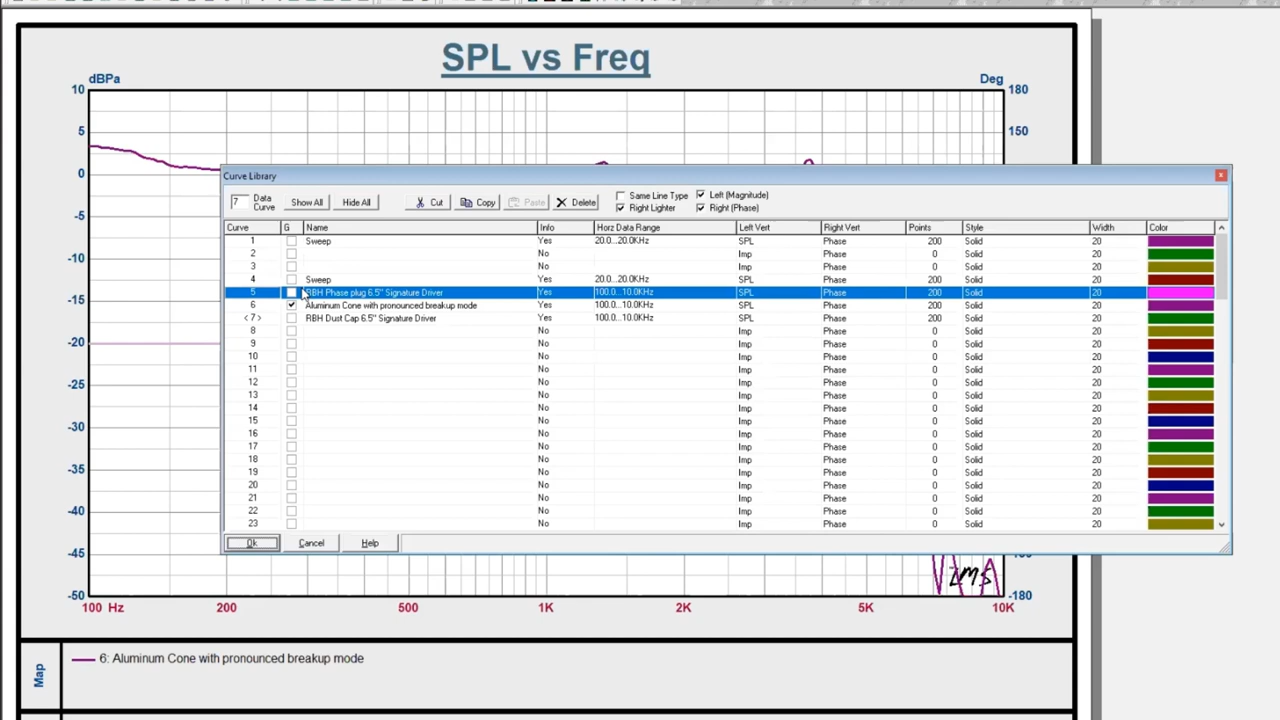 SPL vs Freq
dBPa
Deg
10
5
0
-5
-10
-15
-20
-25
-30
-35
-40
-45
-50
180
150
-180
100 Hz 200 500 1K 2K 5K 10K
LMS
Curve Library
7 Data Curve Show All Hide All Cut Copy Paste Delete Same Line Type Left (Magnitude)
Right Lighter Right (Phase)
Curve G Name Info Horz Data Range Left Vert Right Vert Points Style Width Color
1 Sweep Yes 20.0...20.0KHz SPL Phase 200 Solid 20
2 No Imp Phase 0 Solid 20
3 No Imp Phase 0 Solid 20
4 Sweep Yes 20.0...20.0KHz SPL Phase 200 Solid 20
5 RBH Phase plug 6.5" Signature Driver Yes 100.0...10.0KHz SPL Phase 200 Solid 20
6 Aluminum Cone with pronounced breakup mode Yes 100.0...10.0KHz SPL Phase 200 Solid 20
<7> RBH Dust Cap 6.5" Signature Driver Yes 100.0...10.0KHz SPL Phase 200 Solid 20
8 No Imp Phase 0 Solid 20
9 No Imp Phase 0 Solid 20
10 No Imp Phase 0 Solid 20
11 No Imp Phase 0 Solid 20
12 No Imp Phase 0 Solid 20
13 No Imp Phase 0 Solid 20
14 No Imp Phase 0 Solid 20
15 No Imp Phase 0 Solid 20
16 No Imp Phase 0 Solid 20
17 No Imp Phase 0 Solid 20
18 No Imp Phase 0 Solid 20
19 No Imp Phase 0 Solid 20
20 No Imp Phase 0 Solid 20
21 No Imp Phase 0 Solid 20
22 No Imp Phase 0 Solid 20
23 No Imp Phase 0 Solid 20
Ok Cancel Help
Map
6: Aluminum Cone with pronounced breakup mode